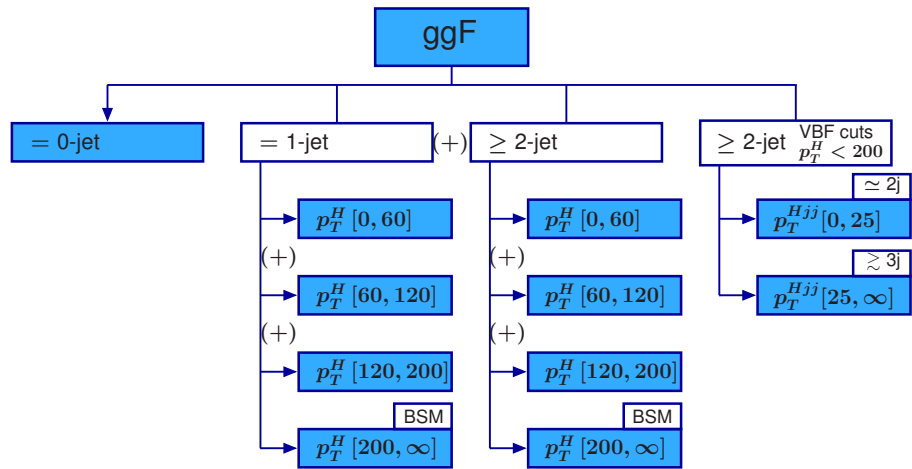 ggF
= 0-jet
= 1-jet
(+)
≥ 2-jet
≥ 2-jet VBF cuts
p_T^H < 200
p_T^H [0, 60]
(+)
p_T^H [60, 120]
(+)
p_T^H [120, 200]
BSM
p_T^H [200, ∞]
p_T^H [0, 60]
(+)
p_T^H [60, 120]
(+)
p_T^H [120, 200]
BSM
p_T^H [200, ∞]
≃ 2j
p_T^{Hjj} [0, 25]
≳ 3j
p_T^{Hjj} [25, ∞]